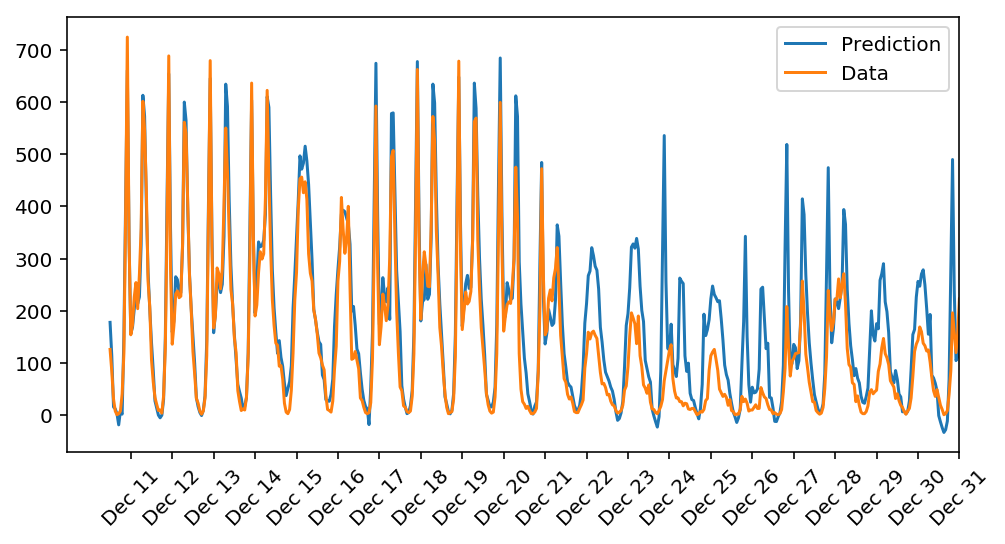 Prediction
Data
700
600
500
400
300
200
100
0
Dec 11
Dec 12
Dec 13
Dec 14
Dec 15
Dec 16
Dec 17
Dec 18
Dec 19
Dec 20
Dec 21
Dec 22
Dec 23
Dec 24
Dec 25
Dec 26
Dec 27
Dec 28
Dec 29
Dec 30
Dec 31